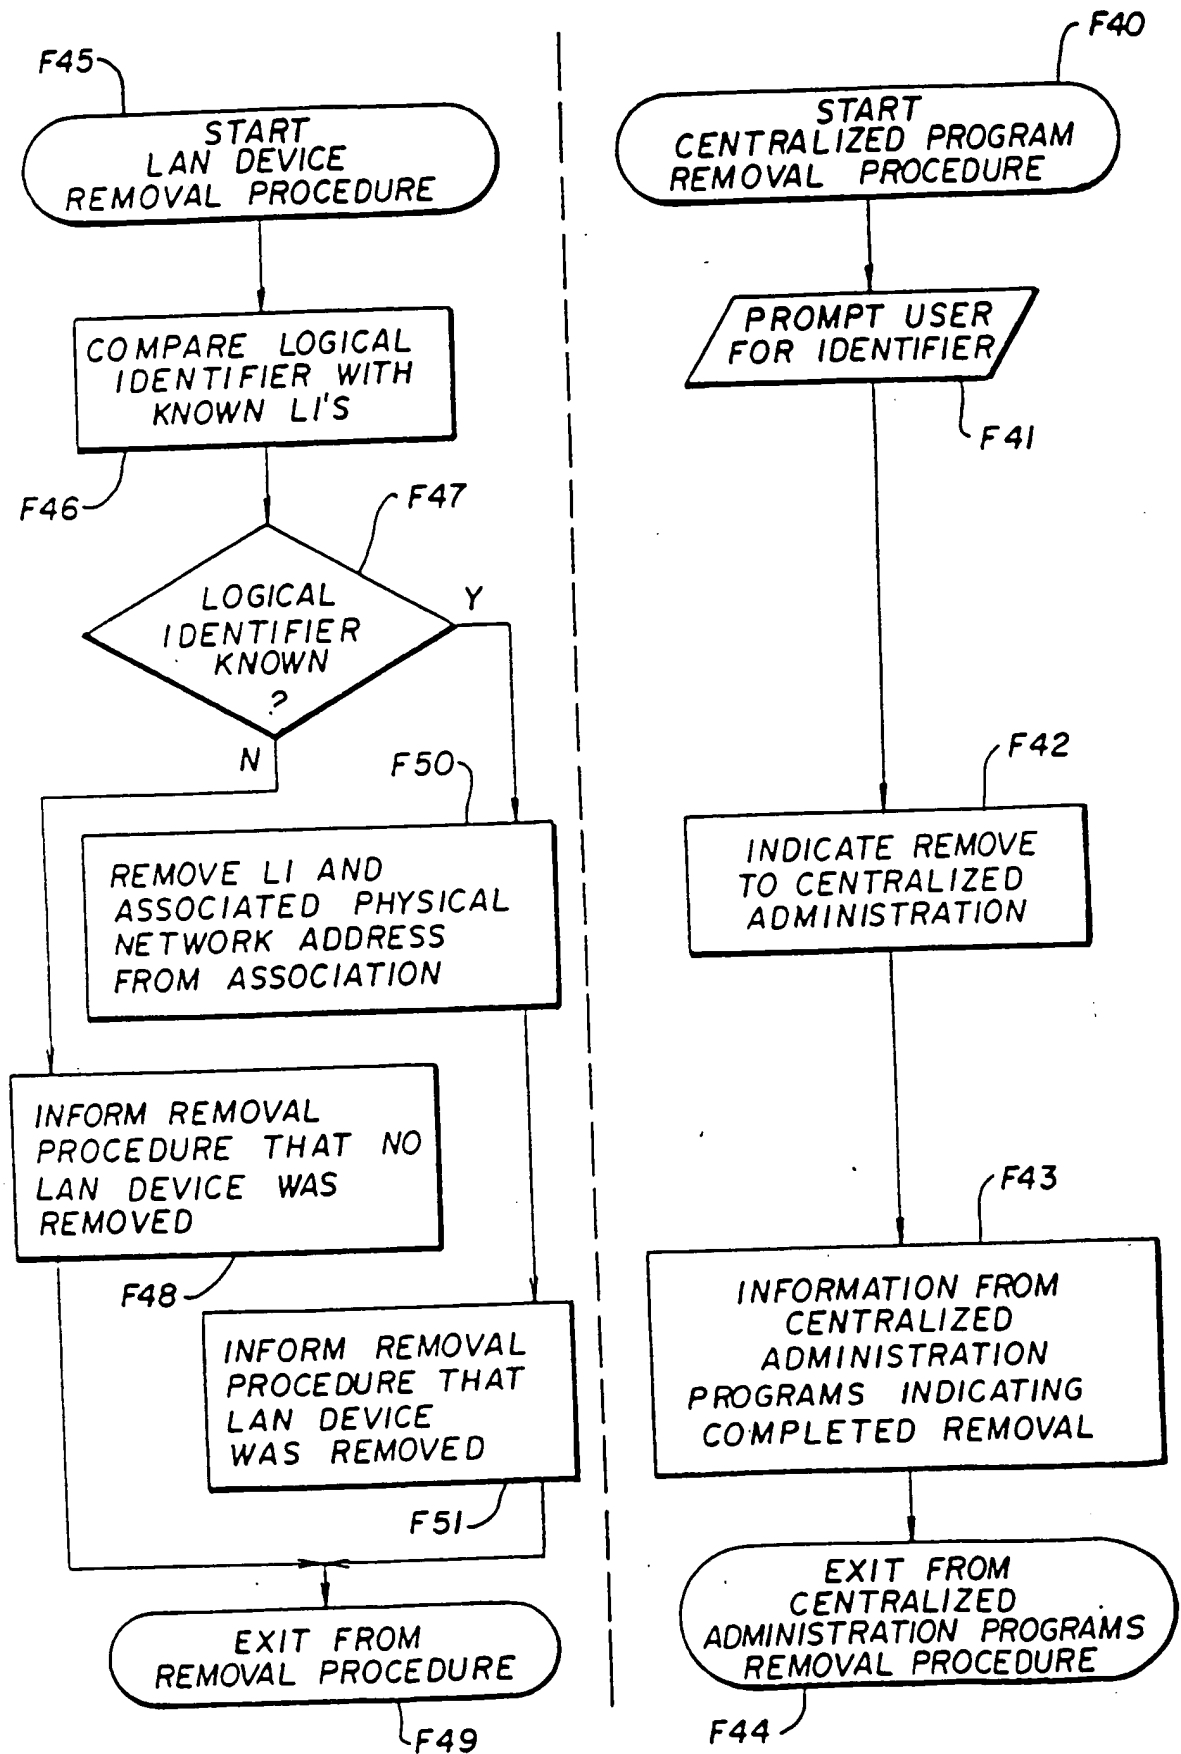 F45
START
LAN DEVICE
REMOVAL PROCEDURE
COMPARE LOGICAL
IDENTIFIER WITH
KNOWN LI'S
F46
F47
LOGICAL
IDENTIFIER
KNOWN
?
Y
N
F50
REMOVE LI AND
ASSOCIATED PHYSICAL
NETWORK ADDRESS
FROM ASSOCIATION
INFORM REMOVAL
PROCEDURE THAT NO
LAN DEVICE WAS
REMOVED
F48
INFORM REMOVAL
PROCEDURE THAT
LAN DEVICE
WAS REMOVED
F51
EXIT FROM
REMOVAL PROCEDURE
F49
F40
START
CENTRALIZED PROGRAM
REMOVAL PROCEDURE
PROMPT USER
FOR IDENTIFIER
F41
F42
INDICATE REMOVE
TO CENTRALIZED
ADMINISTRATION
F43
INFORMATION FROM
CENTRALIZED
ADMINISTRATION
PROGRAMS INDICATING
COMPLETED REMOVAL
EXIT FROM
CENTRALIZED
ADMINISTRATION PROGRAMS
REMOVAL PROCEDURE
F44